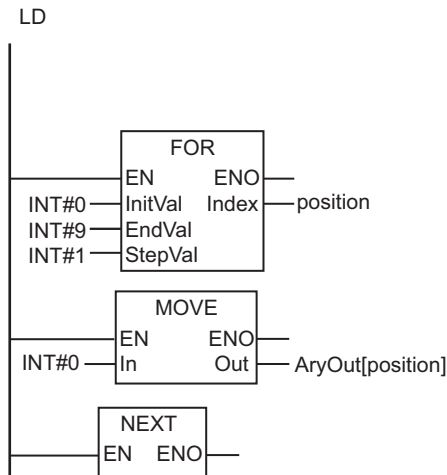 LD
FOR
EN ENO
INT#0 InitVal Index position
INT#9 EndVal
INT#1 StepVal
MOVE
EN ENO
INT#0 In Out AryOut[position]
NEXT
EN ENO